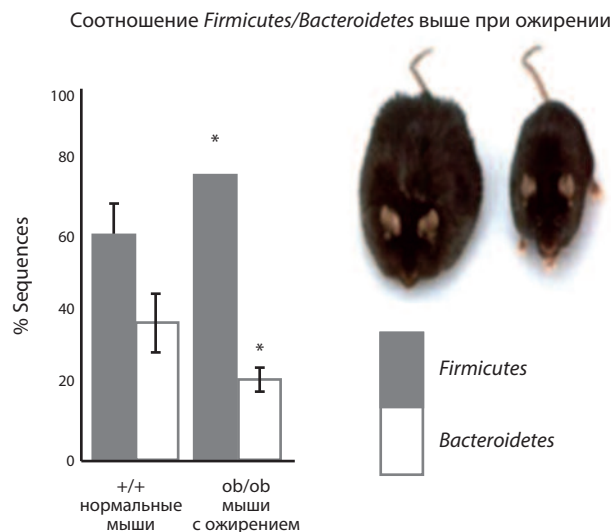 Соотношение Firmicutes/Bacteroidetes выше при ожирении
% Sequences
100
80
60
40
20
0
*
*
+/+
нормальные
мыши
ob/ob
мыши
с ожирением
Firmicutes
Bacteroidetes